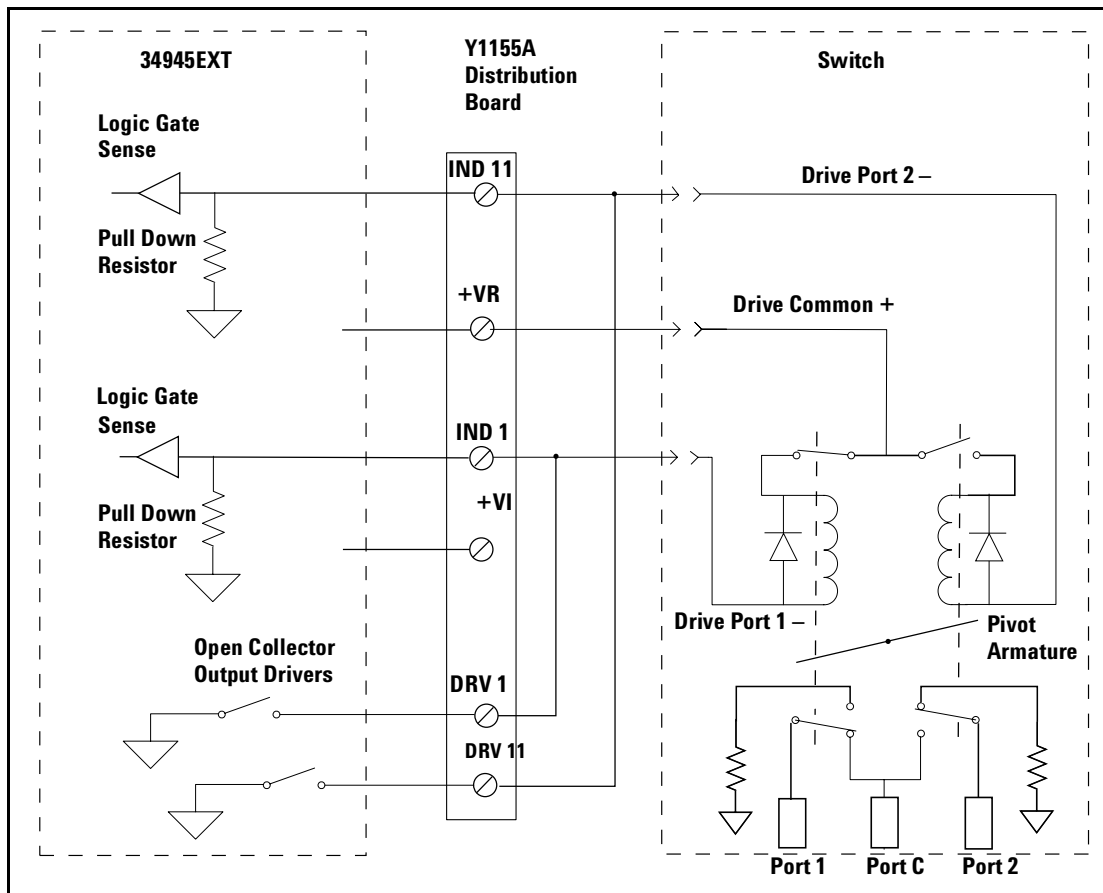 34945EXT
Y1155A
Distribution
Board
Switch
Logic Gate
Sense
IND 11
Drive Port 2 –
Pull Down
Resistor
+VR
Drive Common +
Logic Gate
Sense
IND 1
+VI
Pull Down
Resistor
Drive Port 1 –
Pivot
Armature
Open Collector
Output Drivers
DRV 1
DRV 11
Port 1
Port C
Port 2